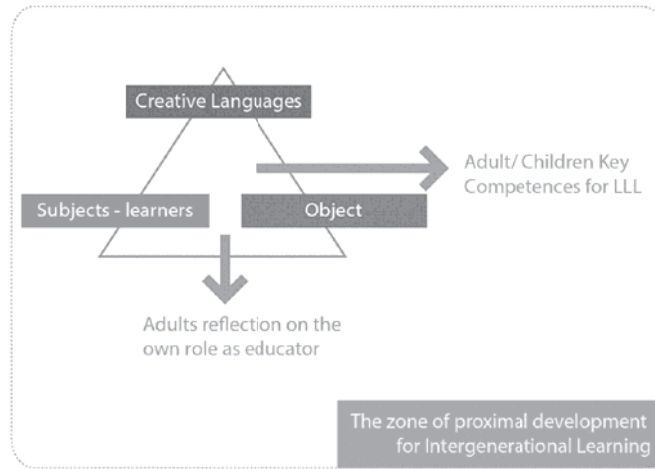 Creative Languages
Adult/ Children Key
Competences for LLL
Subjects - learners
Object
Adults reflection on the
own role as educator
The zone of proximal development
for Intergenerational Learning